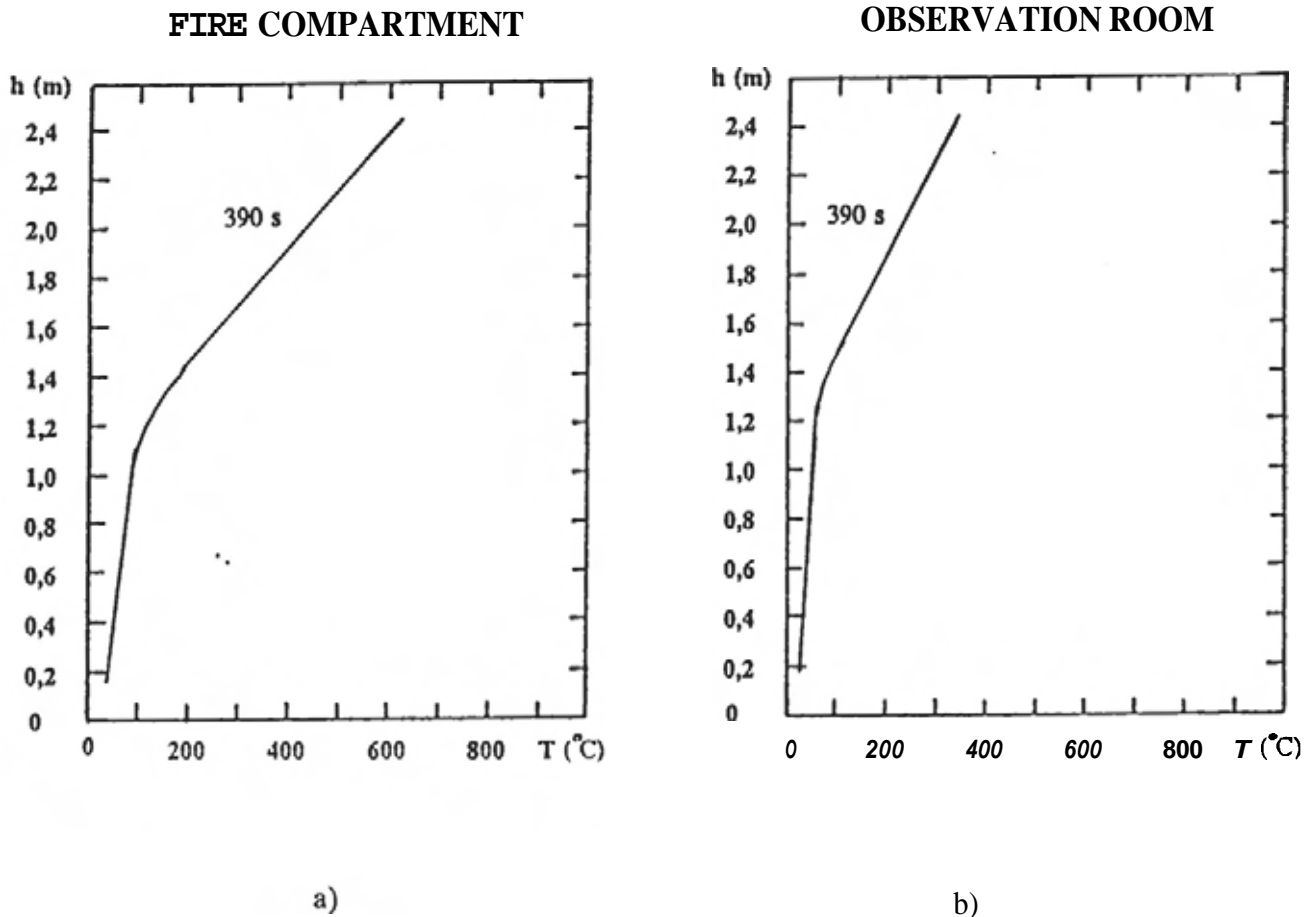 FIRE COMPARTMENT
h (m)
2,4
2,2
2,0
1,8
1,6
1,4
1,2
1,0
0,8
0,6
0,4
0,2
0
390 s
0 200 400 600 800 T (°C)
a)
OBSERVATION ROOM
h (m)
2,4
2,2
2,0
1,8
1,6
1,4
1,2
1,0
0,8
0,6
0,4
0,2
0
390 s
0 200 400 600 800 T (°C)
b)